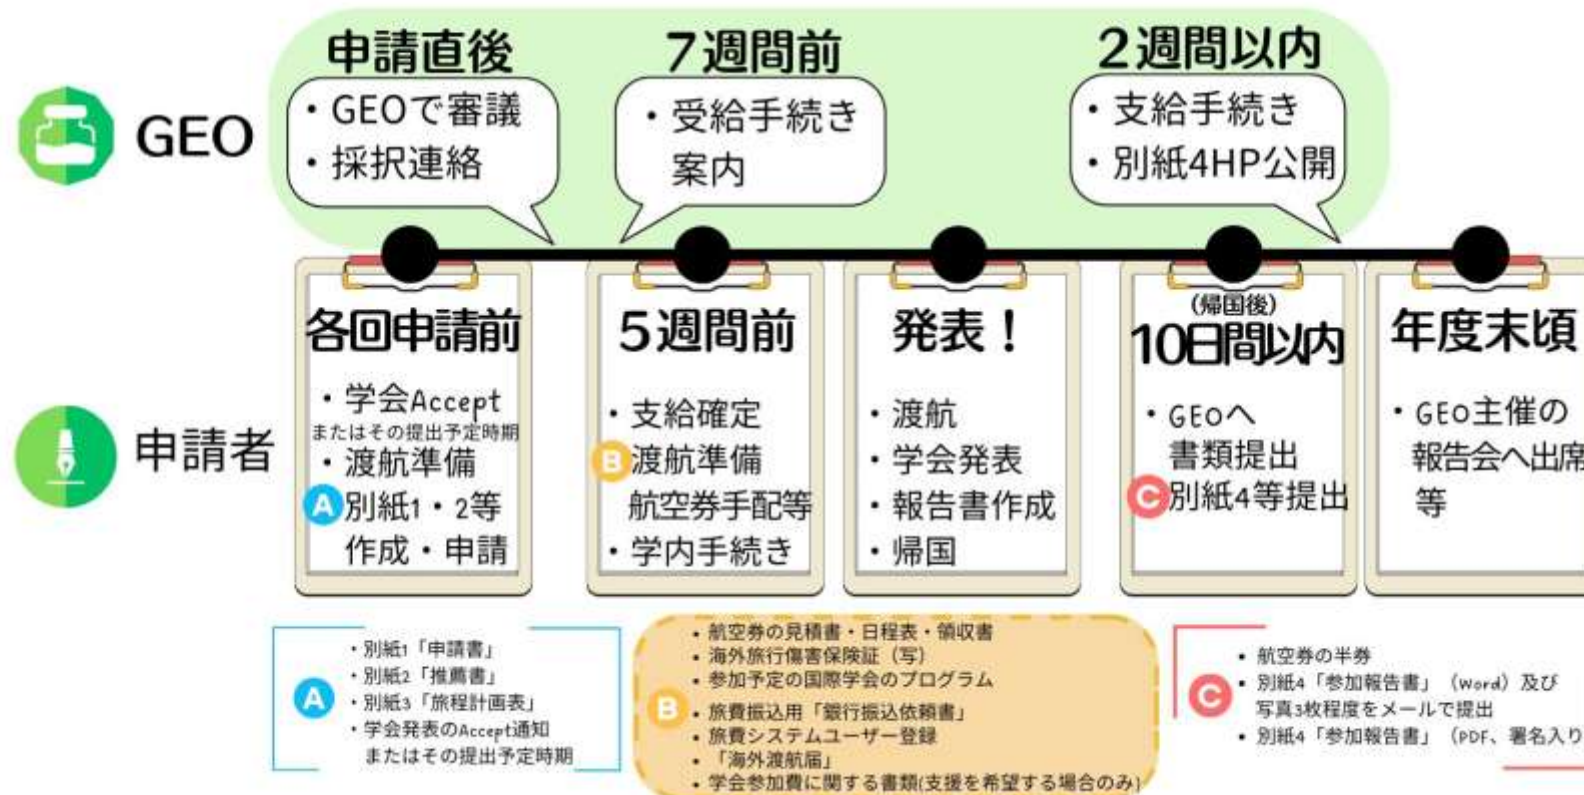 GEO
申請直後
・GEOで審議
・採択連絡
7週間前
・受給手続き
案内
2週間以内
・支給手続き
・別紙4HP公開
申請者
各回申請前
・学会Accept
またはその提出予定時期
・渡航準備
A 別紙1・2等
作成・申請
5週間前
・支給確定
B 渡航準備
航空券手配等
・学内手続き
発表！
・渡航
・学会発表
・報告書作成
・帰国
(帰国後)
10日間以内
・GEOへ
書類提出
C 別紙4等提出
年度末頃
・GEO主催の
報告会へ出席
等
A
・別紙1「申請書」
・別紙2「推薦書」
・別紙3「旅程計画表」
・学会発表のAccept通知
またはその提出予定時期
B
・航空券の見積書・日程表・領収書
・海外旅行傷害保険証（写）
・参加予定の国際学会のプログラム
・旅費振込用「銀行振込依頼書」
・旅費システムユーザー登録
・「海外渡航届」
・学会参加費に関する書類(支援を希望する場合のみ)
C
・航空券の半券
・別紙4「参加報告書」（Word）及び
写真3枚程度をメールで提出
・別紙4「参加報告書」（PDF、署名入り